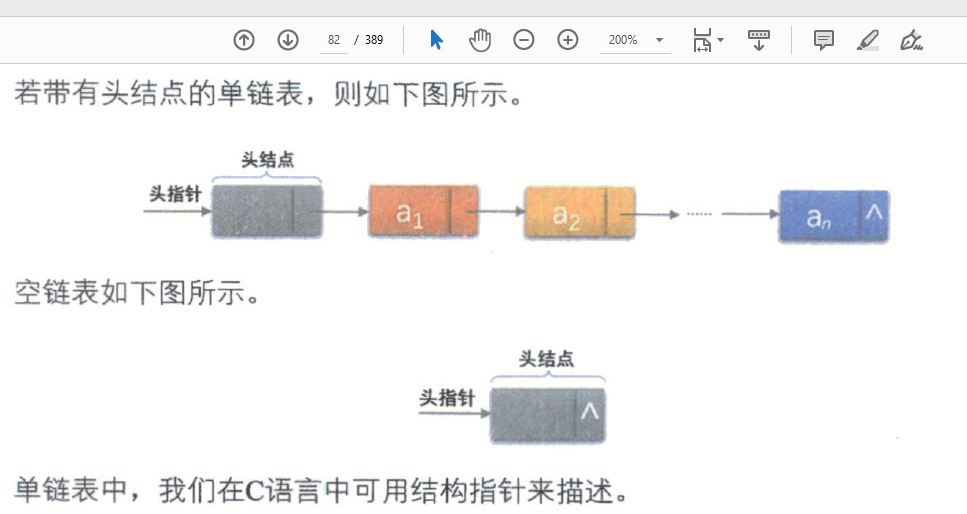 82 / 389 200%
若带有头结点的单链表，则如下图所示。
头结点
头指针
a₁ a₂ ...... aₙ ∧
空链表如下图所示。
头结点
头指针
∧
单链表中，我们在C语言中可用结构指针来描述。